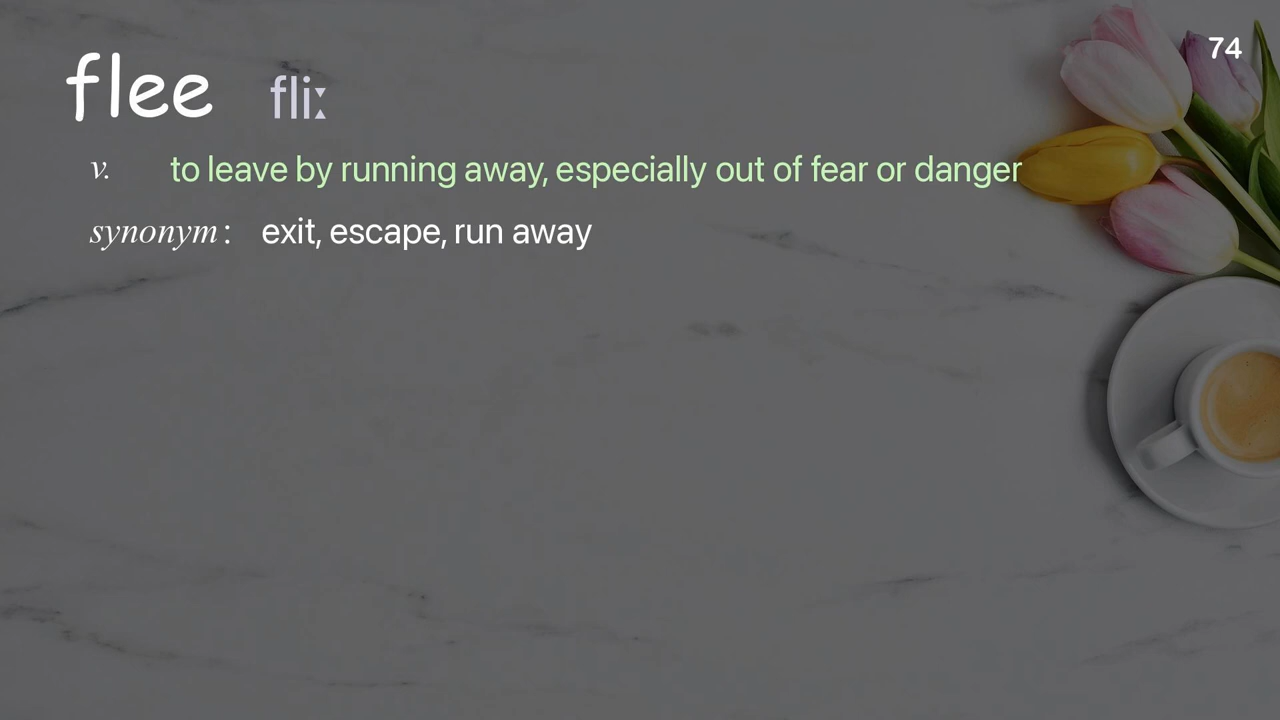 74
flee fliː
v. to leave by running away, especially out of fear or danger
synonym: exit, escape, run away